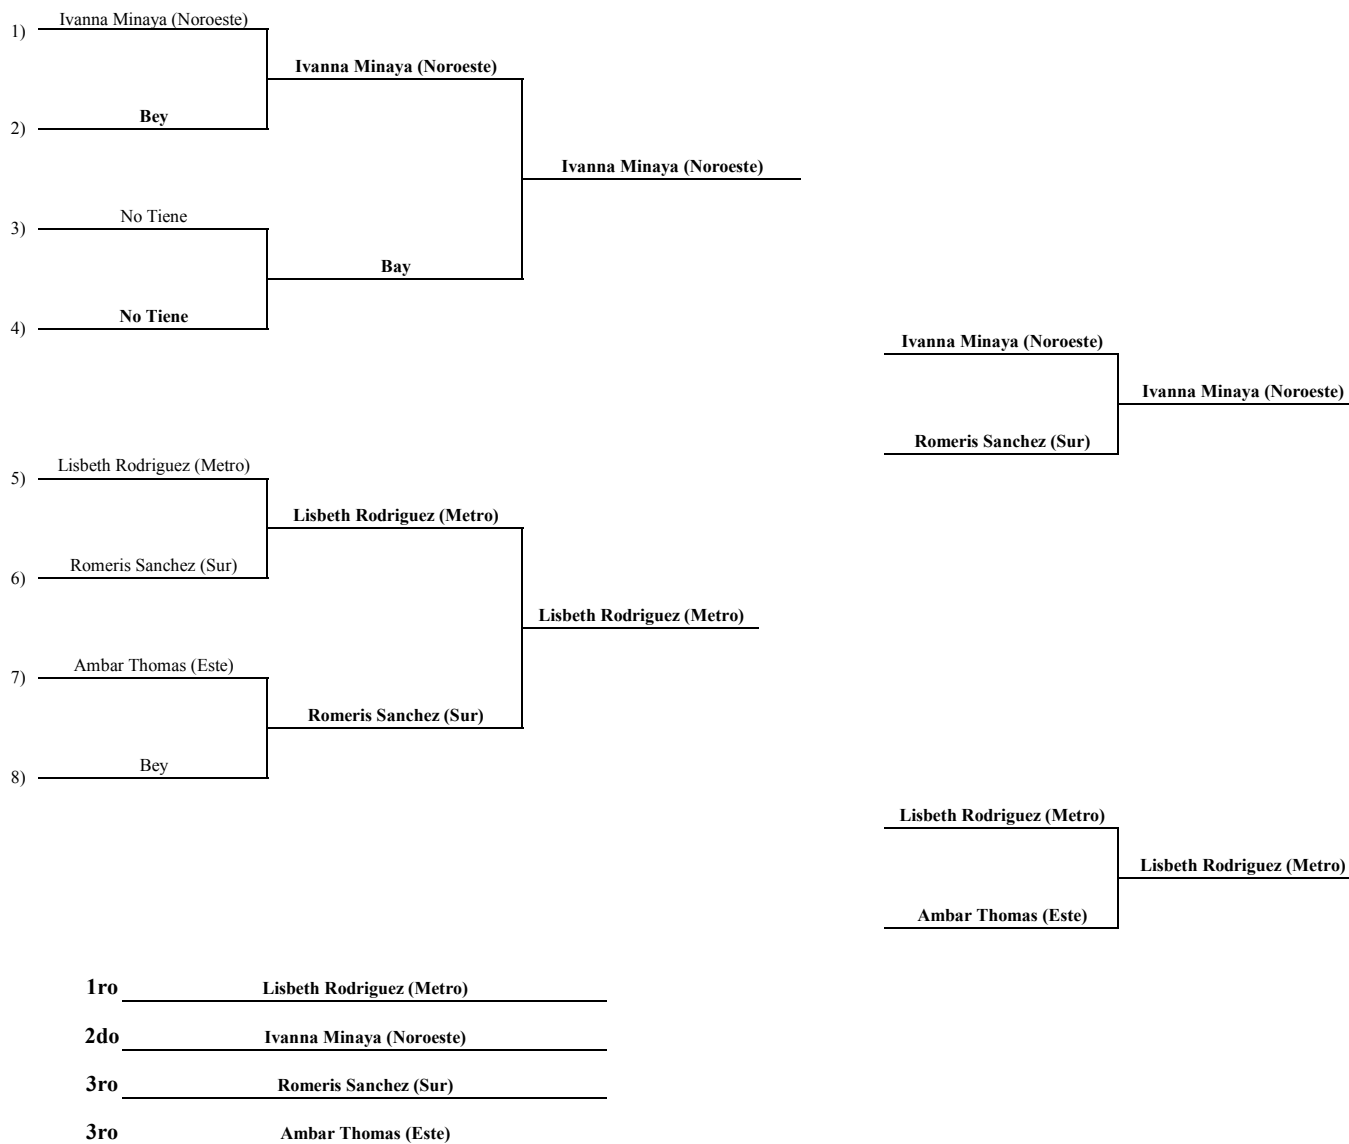 1) Ivanna Minaya (Noroeste)
Ivanna Minaya (Noroeste)
2) Bey
Ivanna Minaya (Noroeste)
3) No Tiene
Bay
4) No Tiene
Ivanna Minaya (Noroeste)
Ivanna Minaya (Noroeste)
Romeris Sanchez (Sur)
5) Lisbeth Rodriguez (Metro)
Lisbeth Rodriguez (Metro)
6) Romeris Sanchez (Sur)
Lisbeth Rodriguez (Metro)
7) Ambar Thomas (Este)
Romeris Sanchez (Sur)
8) Bey
Lisbeth Rodriguez (Metro)
Lisbeth Rodriguez (Metro)
Ambar Thomas (Este)
1ro Lisbeth Rodriguez (Metro)
2do Ivanna Minaya (Noroeste)
3ro Romeris Sanchez (Sur)
3ro Ambar Thomas (Este)